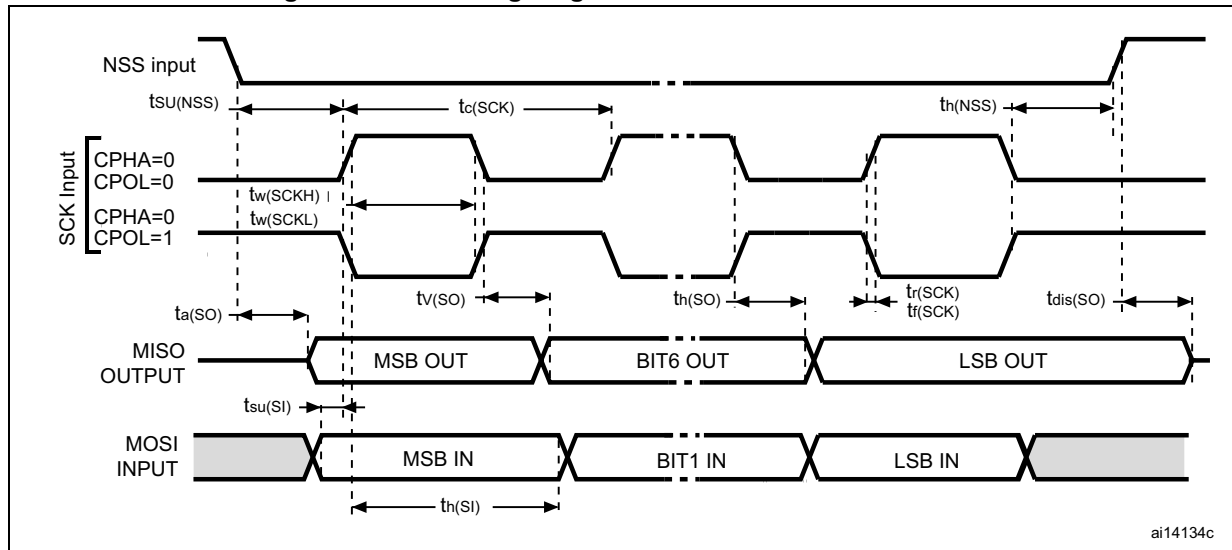 NSS input
tSU(NSS)
tc(SCK)
th(NSS)
SCK Input
CPHA=0
CPOL=0
tw(SCKH)
CPHA=0
tw(SCKL)
CPOL=1
tV(SO)
th(SO)
tr(SCK)
tf(SCK)
tdis(SO)
ta(SO)
MISO
OUTPUT
MSB OUT
BIT6 OUT
LSB OUT
tsu(SI)
MOSI
INPUT
MSB IN
BIT1 IN
LSB IN
th(SI)
ai14134c